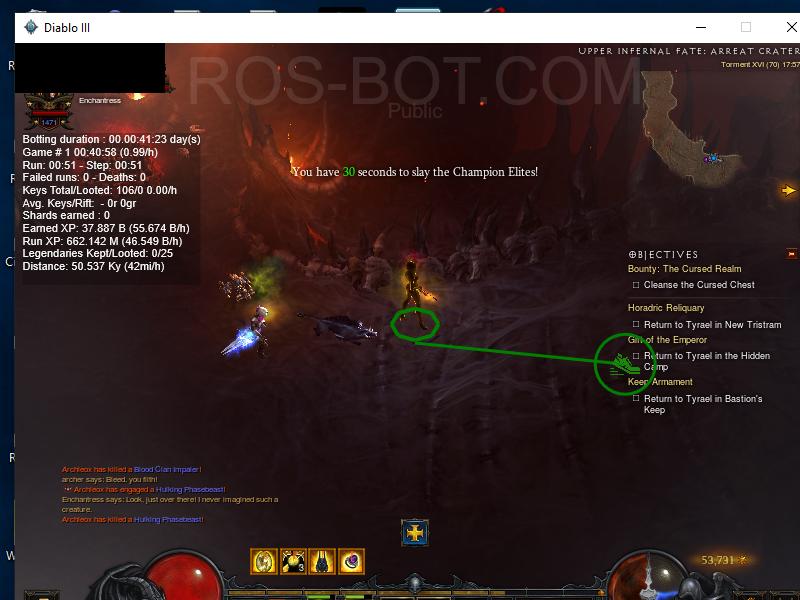 Diablo III
UPPER INFERNAL FATE: ARREAT CRATER
Torment XVI (70) 17:57
ROS-BOT.COM
Public
Enchantress
1471
Botting duration : 00.00:41:23 day(s)
Game # 1 00:40:58 (0.99/h)
Run: 00:51 - Step: 00:51
Failed runs: 0 - Deaths: 0
Keys Total/Looted: 106/0 0.00/h
Avg. Keys/Rift: - 0r 0gr
Shards earned : 0
Earned XP: 37.887 B (55.674 B/h)
Run XP: 662.142 M (46.549 B/h)
Legendaries Kept/Looted: 0/25
Distance: 50.537 Ky (42mi/h)
You have 30 seconds to slay the Champion Elites!
OBJECTIVES
Bounty: The Cursed Realm
Cleanse the Cursed Chest
Horadric Reliquary
Return to Tyrael in New Tristram
Gift of the Emperor
Return to Tyrael in the Hidden
Camp
Keep Armament
Return to Tyrael in Bastion's
Keep
Archleox has killed a Blood Clan Impaler!
archer says: Bleed, you filth!
Archleox has engaged a Hulking Phasebeast!
Enchantress says: Look, just over there! I never imagined such a
creature.
Archleox has killed a Hulking Phasebeast!
3
53,731